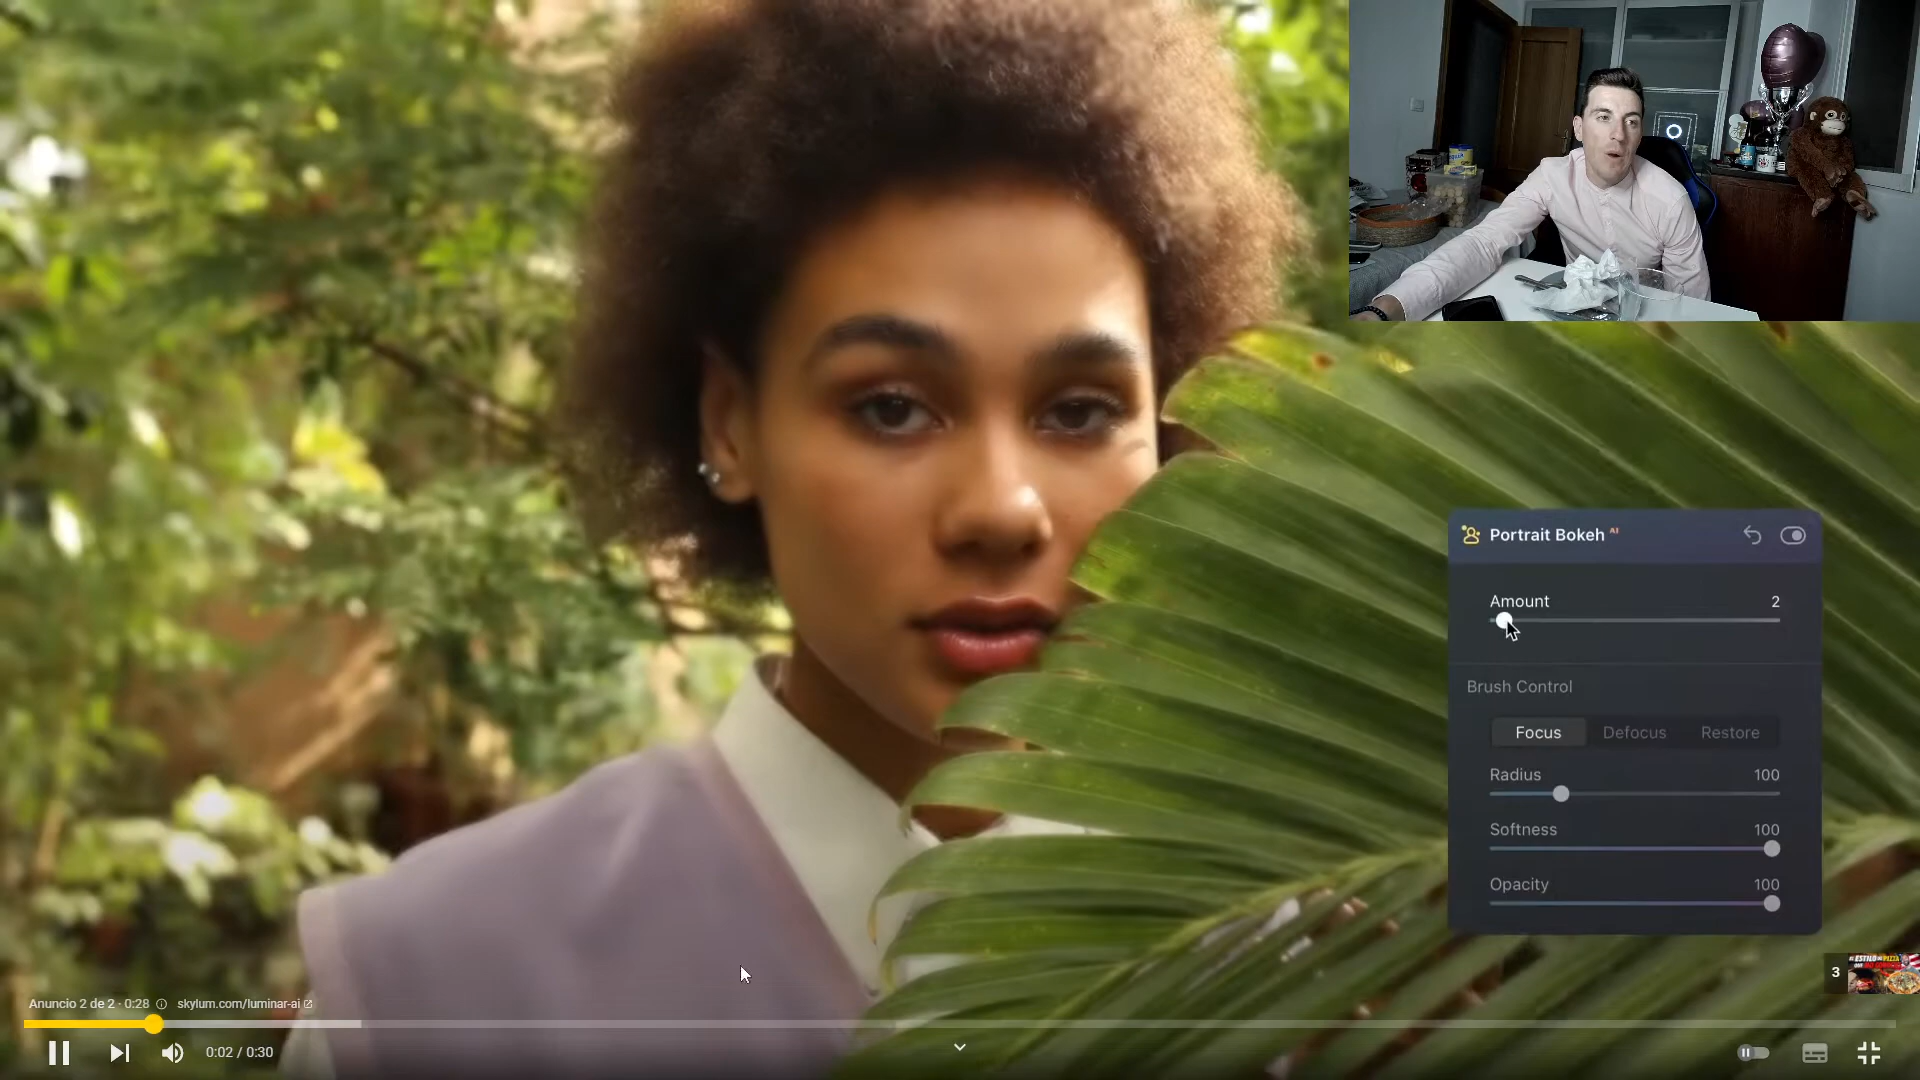 Portrait Bokeh AI
Amount 2
Brush Control
Focus Defocus Restore
Radius 100
Softness 100
Opacity 100
3
Anuncio 2 de 2 · 0:28 skylum.com/luminar-ai
0:02 / 0:30